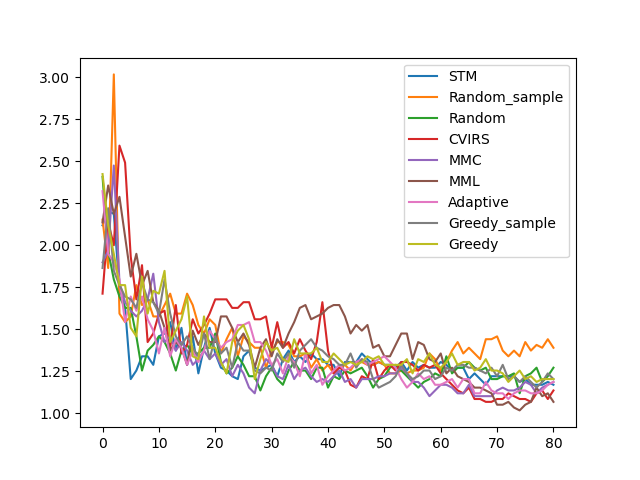 3.00
2.75
2.50
2.25
2.00
1.75
1.50
1.25
1.00
0 10 20 30 40 50 60 70 80
STM
Random_sample
Random
CVIRS
MMC
MML
Adaptive
Greedy_sample
Greedy